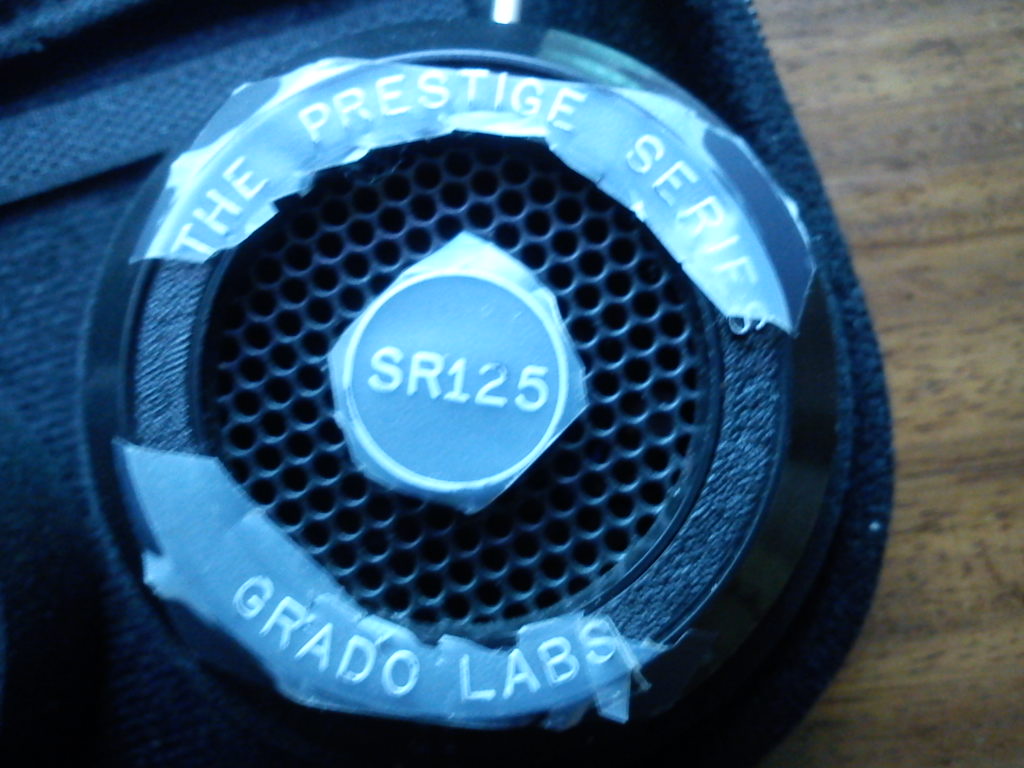 THE PRESTIGE SERIES
SR125
GRADO LABS